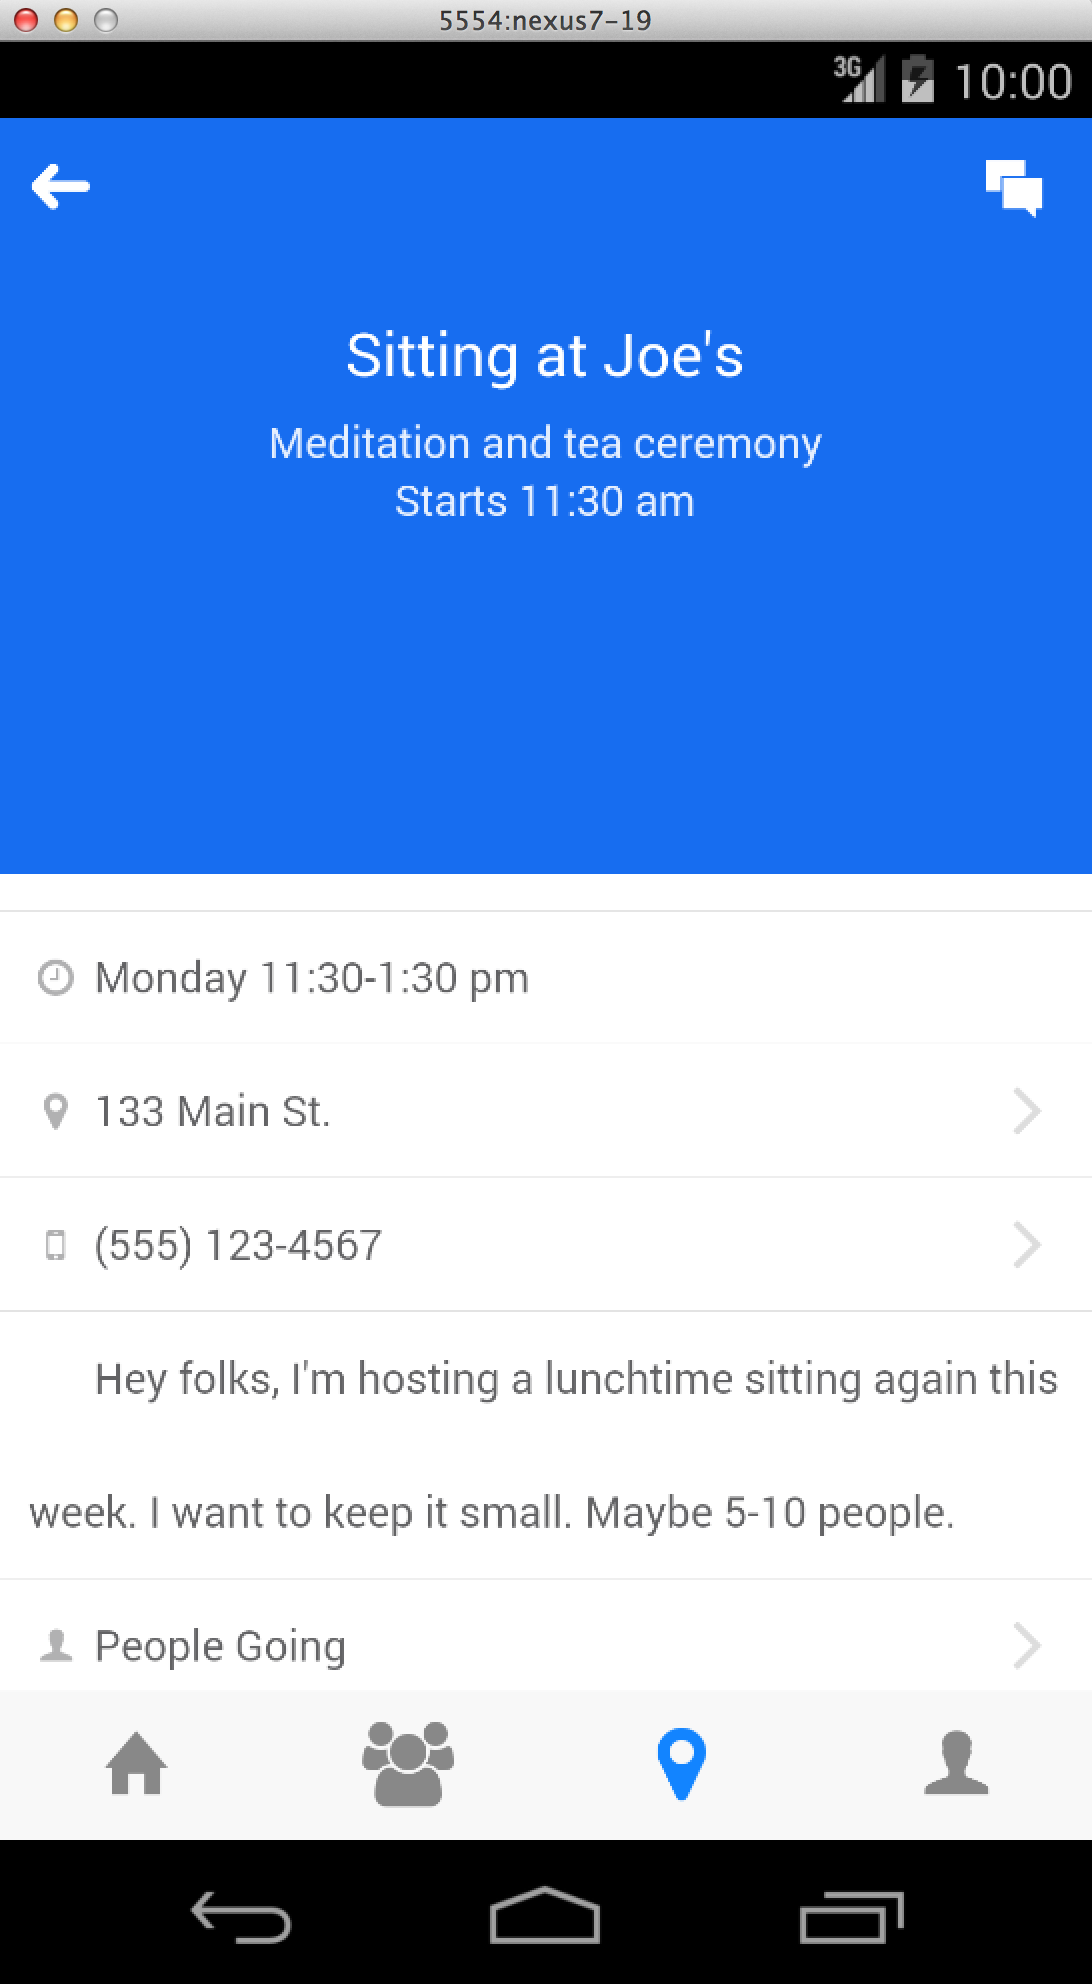 5554:nexus7-19
3G 10:00
Sitting at Joe's
Meditation and tea ceremony
Starts 11:30 am
Monday 11:30-1:30 pm
133 Main St.
(555) 123-4567
Hey folks, I'm hosting a lunchtime sitting again this
week. I want to keep it small. Maybe 5-10 people.
People Going